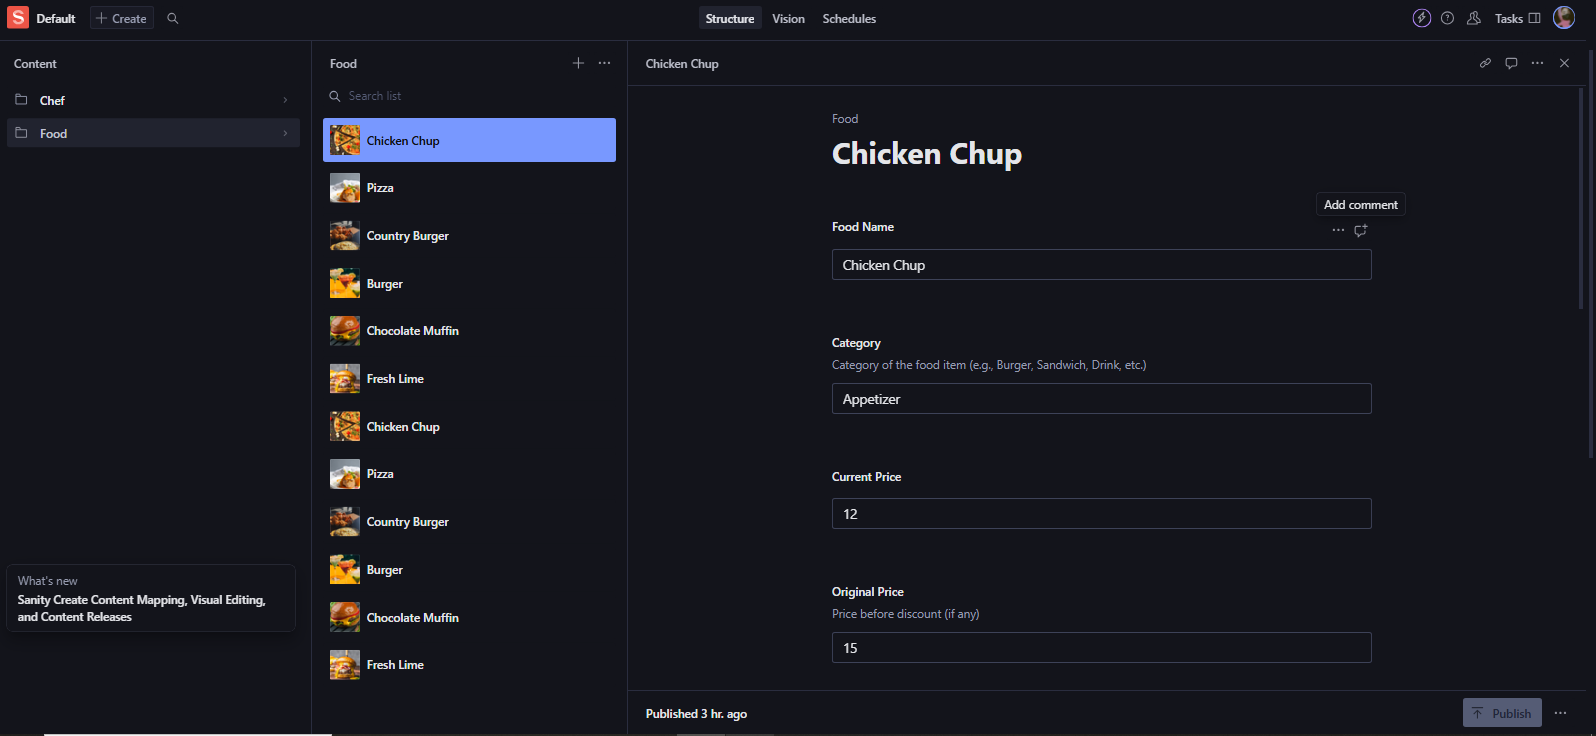 S Default + Create
Structure Vision Schedules
Tasks
Content
Chef
Food
What's new
Sanity Create Content Mapping, Visual Editing,
and Content Releases
Food
Search list
Chicken Chup
Pizza
Country Burger
Burger
Chocolate Muffin
Fresh Lime
Chicken Chup
Pizza
Country Burger
Burger
Chocolate Muffin
Fresh Lime
Chicken Chup
Food
Chicken Chup
Add comment
Food Name
Chicken Chup
Category
Category of the food item (e.g., Burger, Sandwich, Drink, etc.)
Appetizer
Current Price
12
Original Price
Price before discount (if any)
15
Published 3 hr. ago
Publish